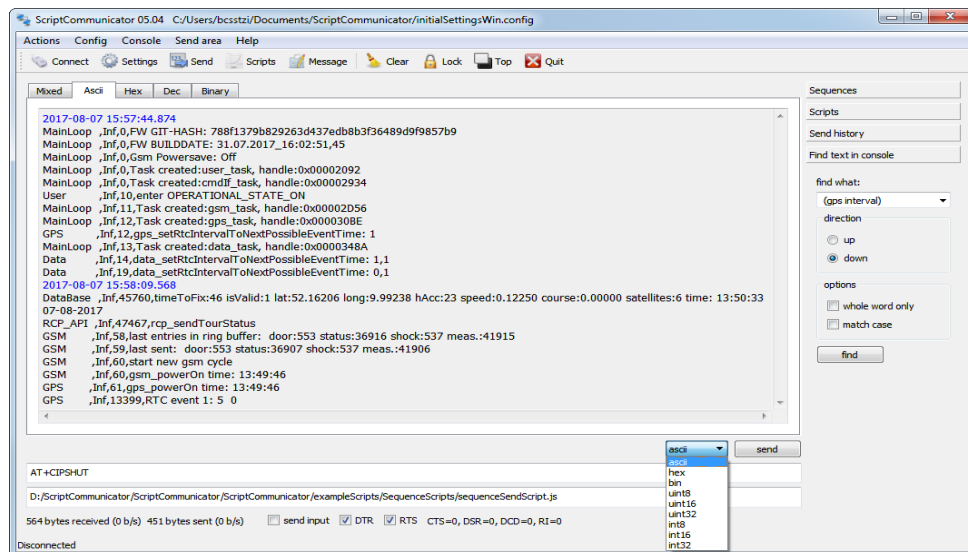 ScriptCommunicator 05.04 C:/Users/bcsstzi/Documents/ScriptCommunicator/initialSettingsWin.config
Actions Config Console Send area Help
Connect Settings Send Scripts Message Clear Lock Top Quit
Mixed Ascii Hex Dec Binary
2017-08-07 15:57:44.874
MainLoop ,Inf,0,FW GIT-HASH: 788f1379b829263d437edb8b3f36489d9f9857b9
MainLoop ,Inf,0,FW BUILDDATE: 31.07.2017_16:02:51,45
MainLoop ,Inf,0,Gsm Powersave: Off
MainLoop ,Inf,0,Task created:user_task, handle:0x00002092
MainLoop ,Inf,0,Task created:cmdIf_task, handle:0x00002934
User ,Inf,10,enter OPERATIONAL_STATE_ON
MainLoop ,Inf,11,Task created:gsm_task, handle:0x00002D56
MainLoop ,Inf,12,Task created:gps_task, handle:0x000030BE
GPS ,Inf,12,gps_setRtcIntervalToNextPossibleEventTime: 1
MainLoop ,Inf,13,Task created:data_task, handle:0x0000348A
Data ,Inf,14,data_setRtcIntervalToNextPossibleEventTime: 1,1
Data ,Inf,19,data_setRtcIntervalToNextPossibleEventTime: 0,1
2017-08-07 15:58:09.568
DataBase ,Inf,45760,timeToFix:46 isValid:1 lat:52.16206 long:9.99238 hAcc:23 speed:0.12250 course:0.00000 satellites:6 time: 13:50:33
07-08-2017
RCP_API ,Inf,47467,rcp_sendTourStatus
GSM ,Inf,58,last entries in ring buffer: door:553 status:36916 shock:537 meas.:41915
GSM ,Inf,59,last sent: door:553 status:36907 shock:537 meas.:41906
GSM ,Inf,60,start new gsm cycle
GSM ,Inf,60,gsm_powerOn time: 13:49:46
GPS ,Inf,61,gps_powerOn time: 13:49:46
GPS ,Inf,13399,RTC event 1: 5 0
Sequences
Scripts
Send history
Find text in console
find what:
(gps interval)
direction
up
down
options
whole word only
match case
find
ascii send
ascii
hex
bin
uint8
uint16
uint32
int8
int16
int32
AT+CIPSHUT
D:/ScriptCommunicator/ScriptCommunicator/ScriptCommunicator/exampleScripts/SequenceScripts/sequenceSendScript.js
564 bytes received (0 b/s) 451 bytes sent (0 b/s) send input DTR RTS CTS=0, DSR=0, DCD=0, RI=0
Disconnected